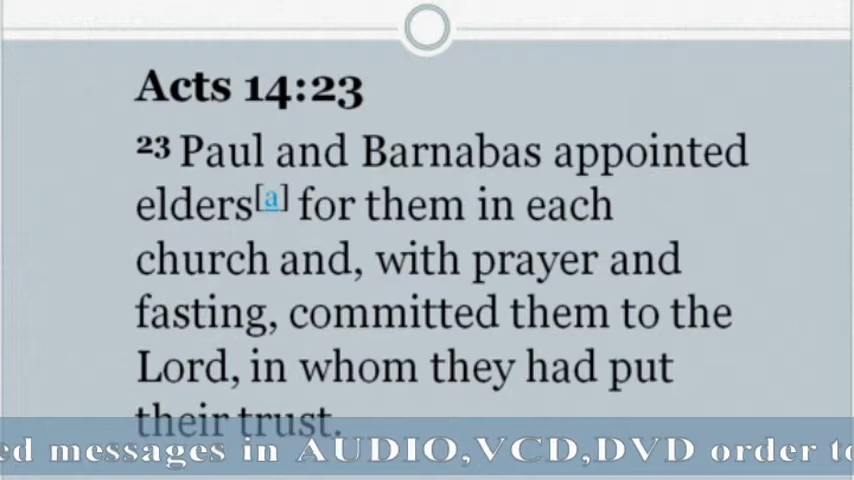 Acts 14:23
23 Paul and Barnabas appointed
elders[a] for them in each
church and, with prayer and
fasting, committed them to the
Lord, in whom they had put
their trust.
ed messages in AUDIO,VCD,DVD order to